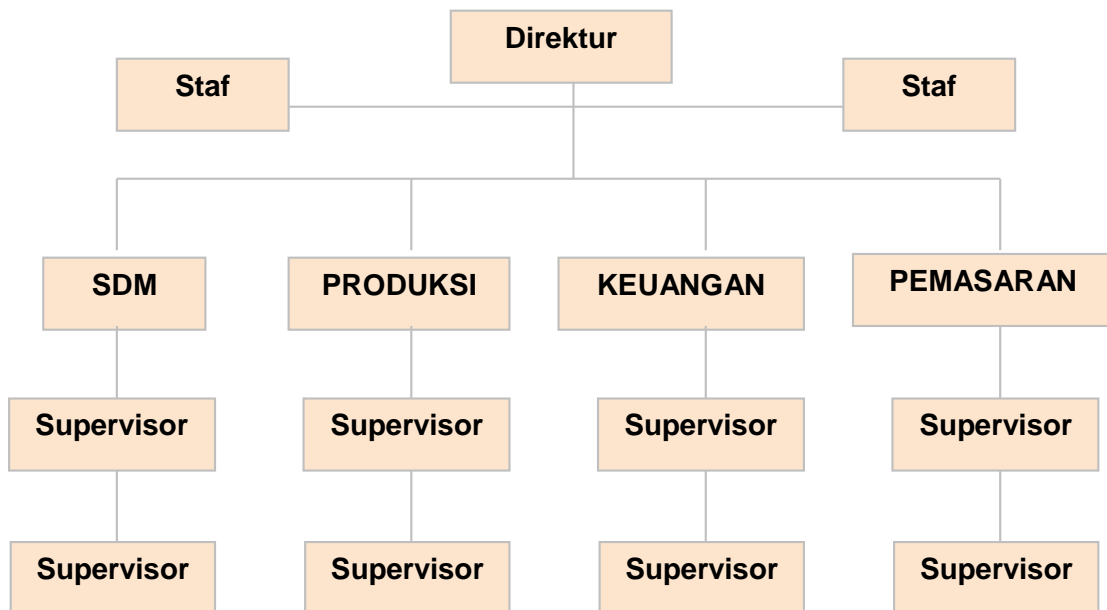 Direktur
Staf
Staf
SDM
PRODUKSI
KEUANGAN
PEMASARAN
Supervisor
Supervisor
Supervisor
Supervisor
Supervisor
Supervisor
Supervisor
Supervisor